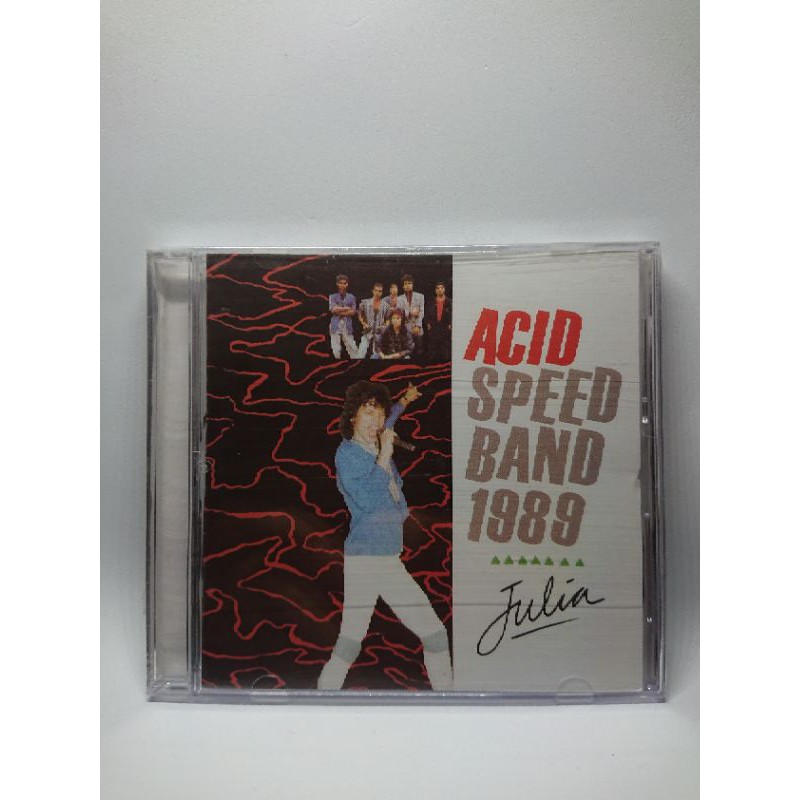 ACID
SPEED
BAND
1989
Julia